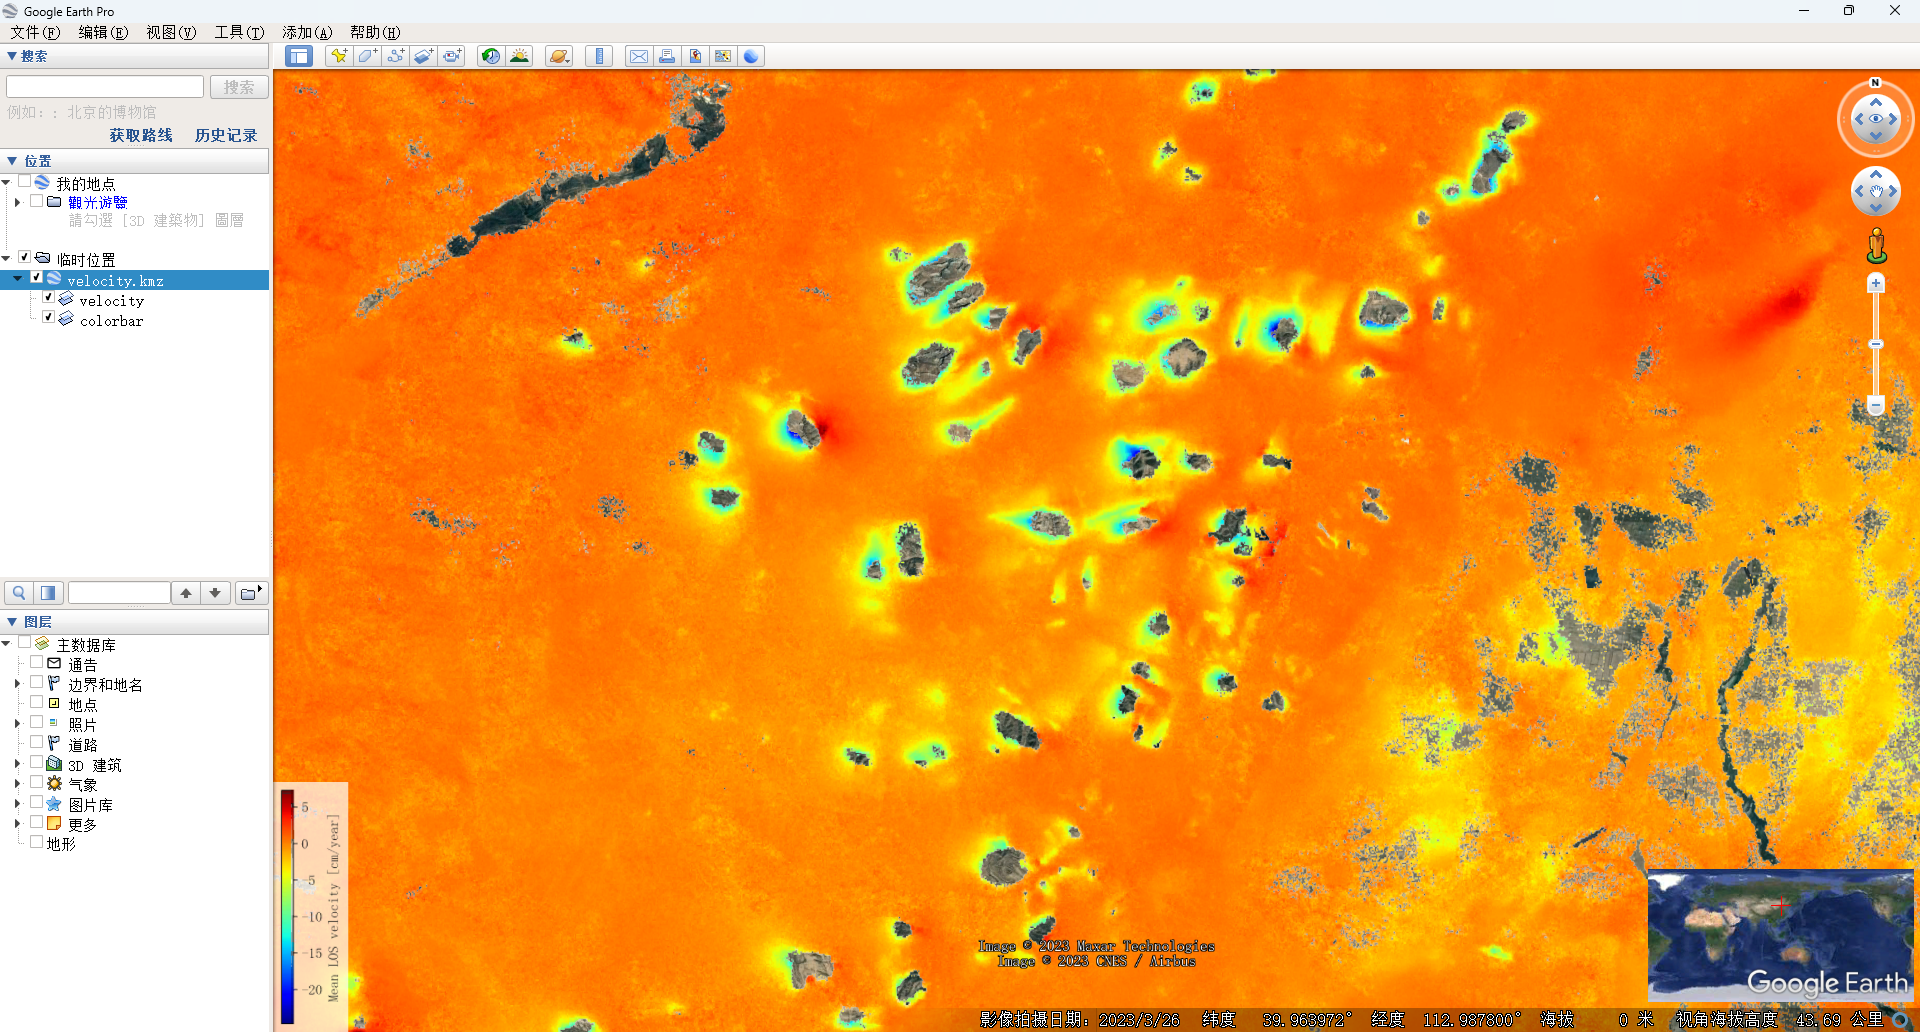 Google Earth Pro
文件(F) 编辑(E) 视图(V) 工具(T) 添加(A) 帮助(H)
搜索
搜索
例如：: 北京的博物馆
获取路线 历史记录
位置
我的地点
觀光遊覽
請勾選 [3D 建築物] 圖層
临时位置
velocity.kmz
velocity
colorbar
图层
主数据库
通告
边界和地名
地点
照片
道路
3D 建筑
气象
图片库
更多
地形
N
5
0
-5
-10
-15
-20
Mean LOS velocity [cm/year]
Image © 2023 Maxar Technologies
Image © 2023 CNES / Airbus
Google Earth
影像拍摄日期: 2023/3/26 纬度 39.963972° 经度 112.987800° 海拔 0 米 视角海拔高度 43.69 公里